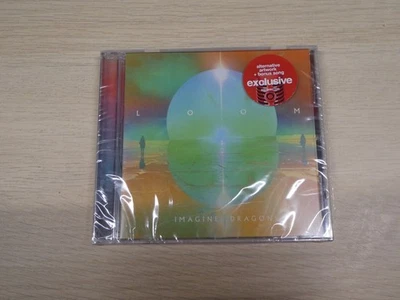 alternative
artwork
+ bonus song
exclusive
L O O M
IMAGINE DRAGONS